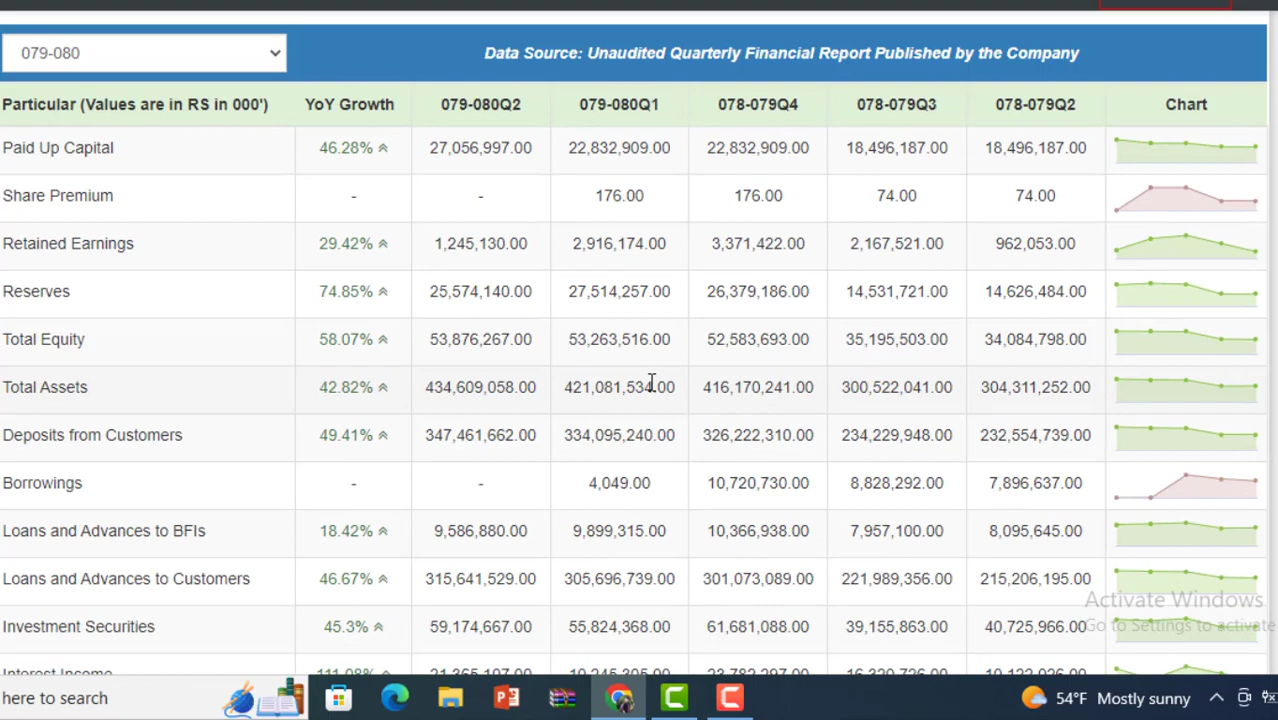 079-080
Data Source: Unaudited Quarterly Financial Report Published by the Company
Particular (Values are in RS in 000') YoY Growth 079-080Q2 079-080Q1 078-079Q4 078-079Q3 078-079Q2 Chart
Paid Up Capital 46.28% 27,056,997.00 22,832,909.00 22,832,909.00 18,496,187.00 18,496,187.00
Share Premium - - 176.00 176.00 74.00 74.00
Retained Earnings 29.42% 1,245,130.00 2,916,174.00 3,371,422.00 2,167,521.00 962,053.00
Reserves 74.85% 25,574,140.00 27,514,257.00 26,379,186.00 14,531,721.00 14,626,484.00
Total Equity 58.07% 53,876,267.00 53,263,516.00 52,583,693.00 35,195,503.00 34,084,798.00
Total Assets 42.82% 434,609,058.00 421,081,534.00 416,170,241.00 300,522,041.00 304,311,252.00
Deposits from Customers 49.41% 347,461,662.00 334,095,240.00 326,222,310.00 234,229,948.00 232,554,739.00
Borrowings - - 4,049.00 10,720,730.00 8,828,292.00 7,896,637.00
Loans and Advances to BFIs 18.42% 9,586,880.00 9,899,315.00 10,366,938.00 7,957,100.00 8,095,645.00
Loans and Advances to Customers 46.67% 315,641,529.00 305,696,739.00 301,073,089.00 221,989,356.00 215,206,195.00
Activate Windows
Investment Securities 45.3% 59,174,667.00 55,824,368.00 61,681,088.00 39,155,863.00 40,725,966.00
Go to Settings to activate
Interest Income
here to search 54°F Mostly sunny